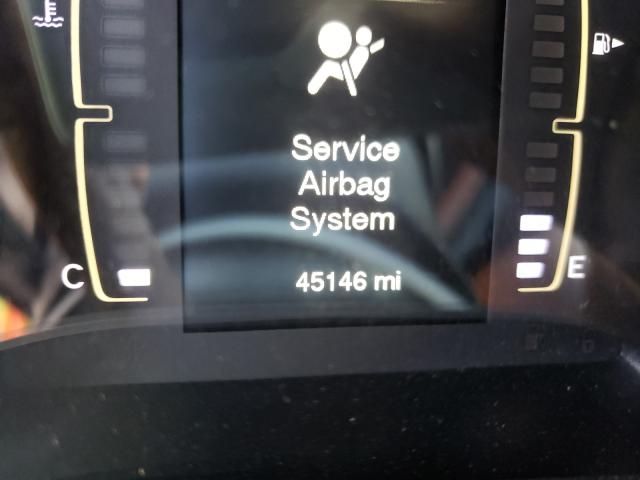 Service
Airbag
System
45146 mi
C
E